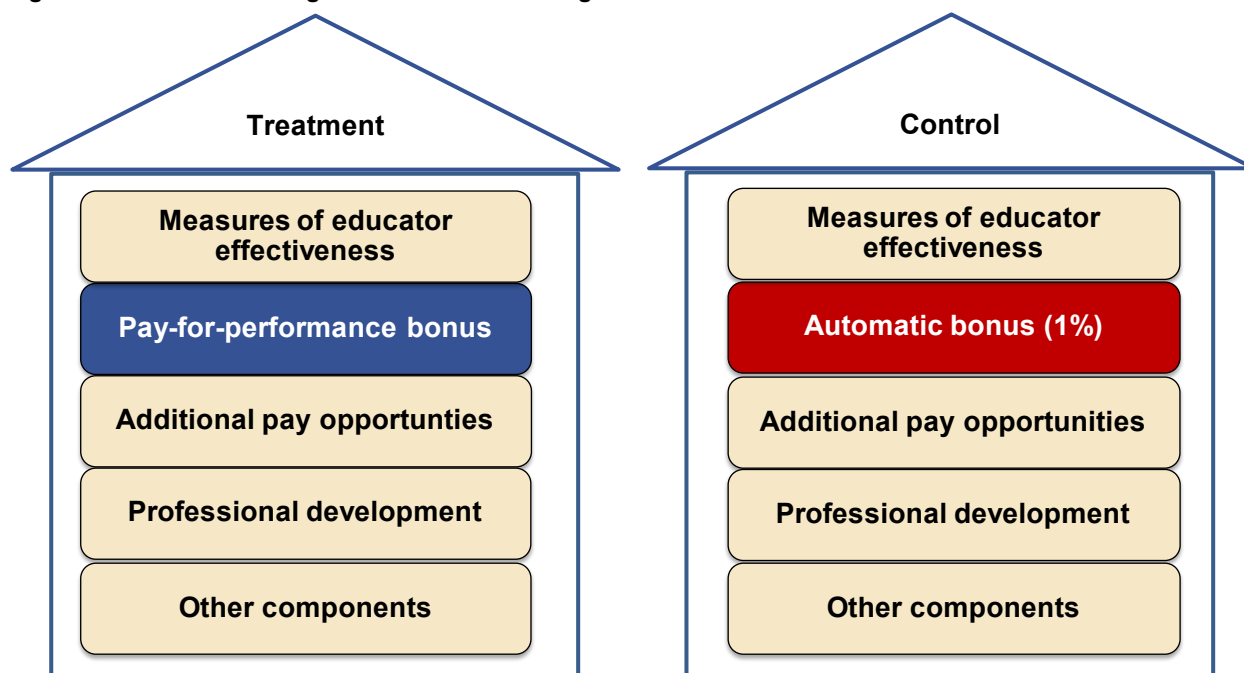 Treatment
Measures of educator
effectiveness
Pay-for-performance bonus
Additional pay opportunties
Professional development
Other components
Control
Measures of educator
effectiveness
Automatic bonus (1%)
Additional pay opportunities
Professional development
Other components